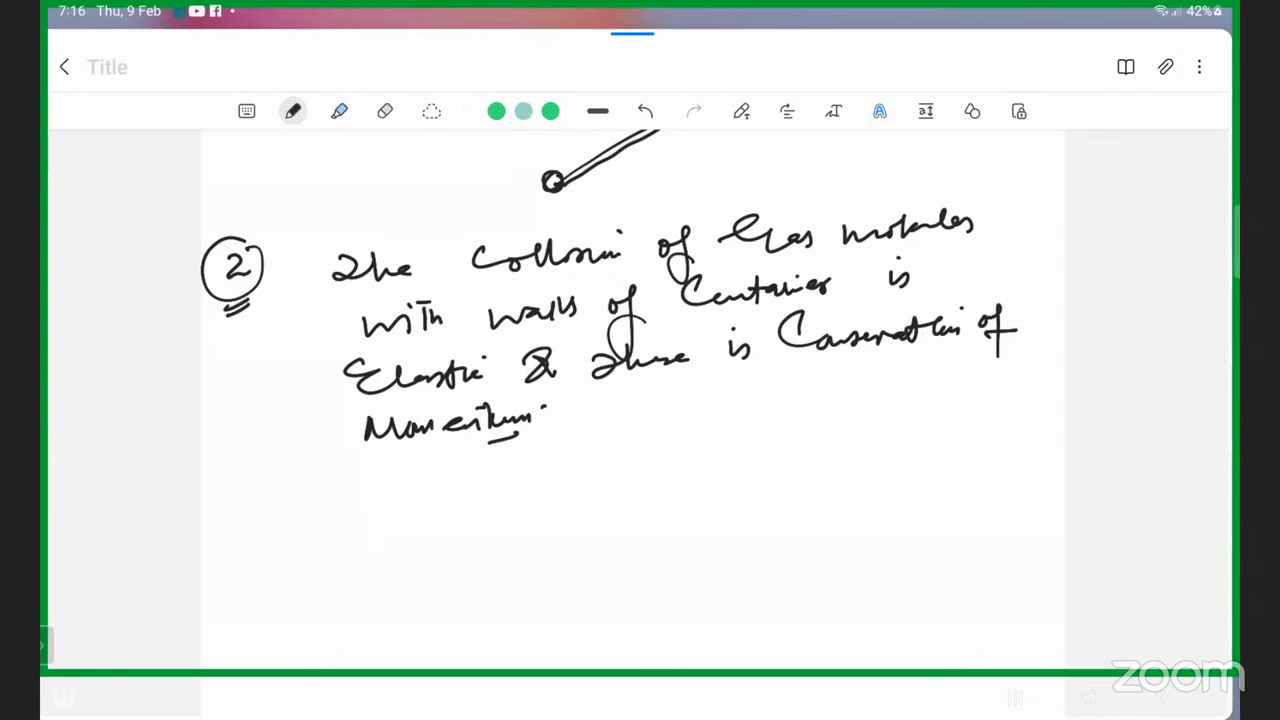 7:16 Thu, 9 Feb
42%
Title
2 The Collosin of Gas molecules
with walls of Container is
Elastic & there is Conservation of
Momentum.
zoom